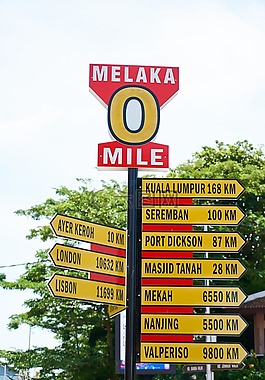 MELAKA
0
MILE
KUALA LUMPUR 168 KM
SEREMBAN 100 KM
PORT DICKSON 87 KM
MASJID TANAH 28 KM
MEKAH 6550 KM
NANJING 5500 KM
VALPERISO 9800 KM
AYER KEROH 10 KM
LONDON 10632 KM
LISBON 11699 KM